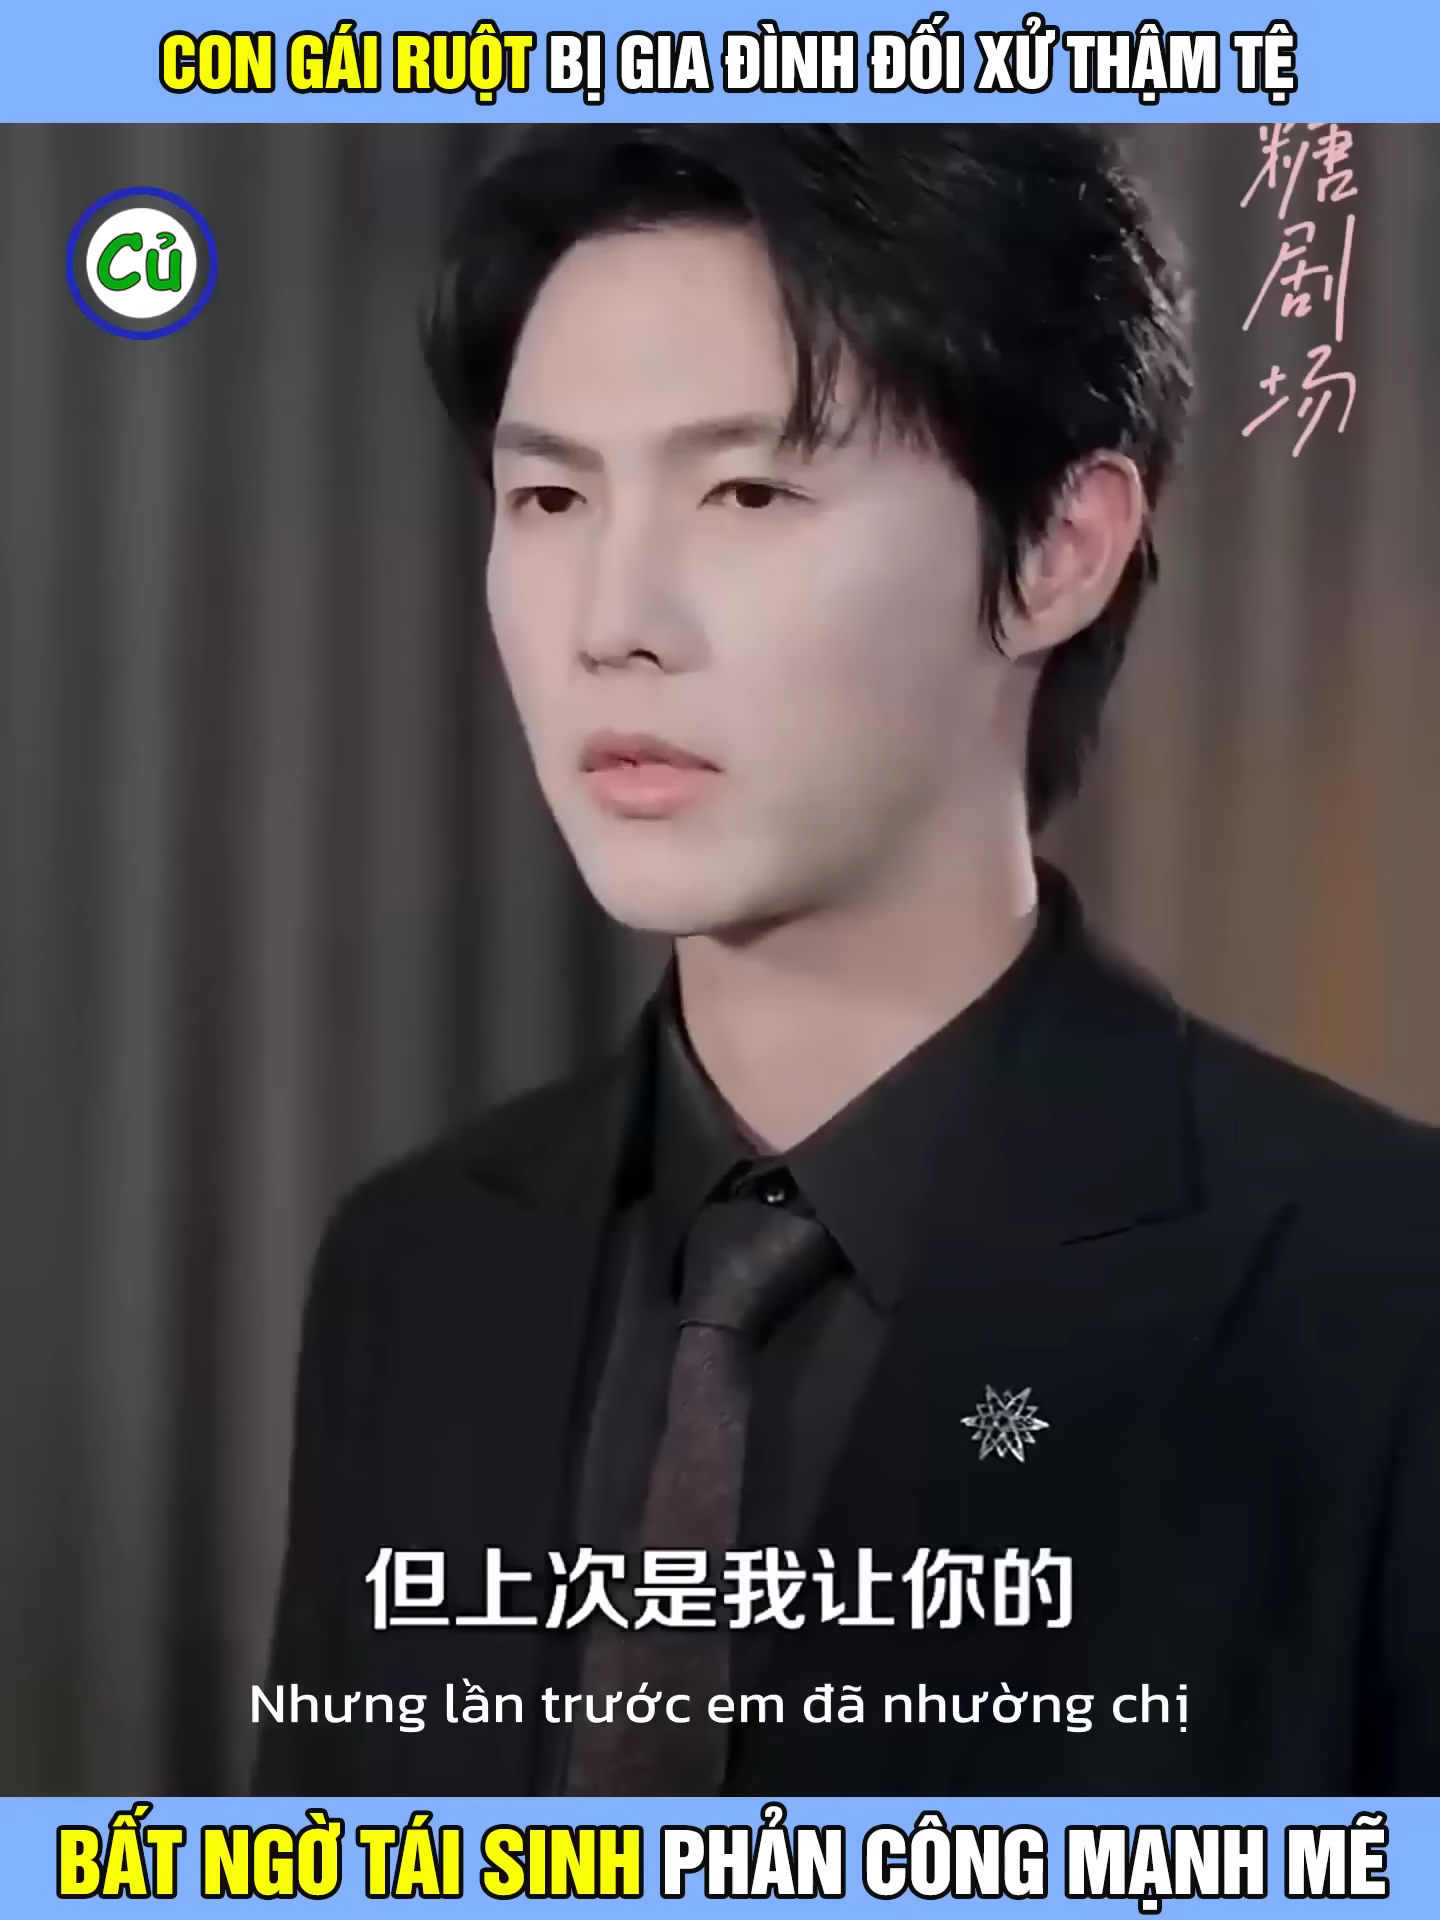 CON GÁI RUỘT BỊ GIA ĐÌNH ĐỐI XỬ THẬM TỆ
Củ
糖剧场
但上次是我让你的
Nhưng lần trước em đã nhường chị
BẤT NGỜ TÁI SINH PHẢN CÔNG MẠNH MẼ